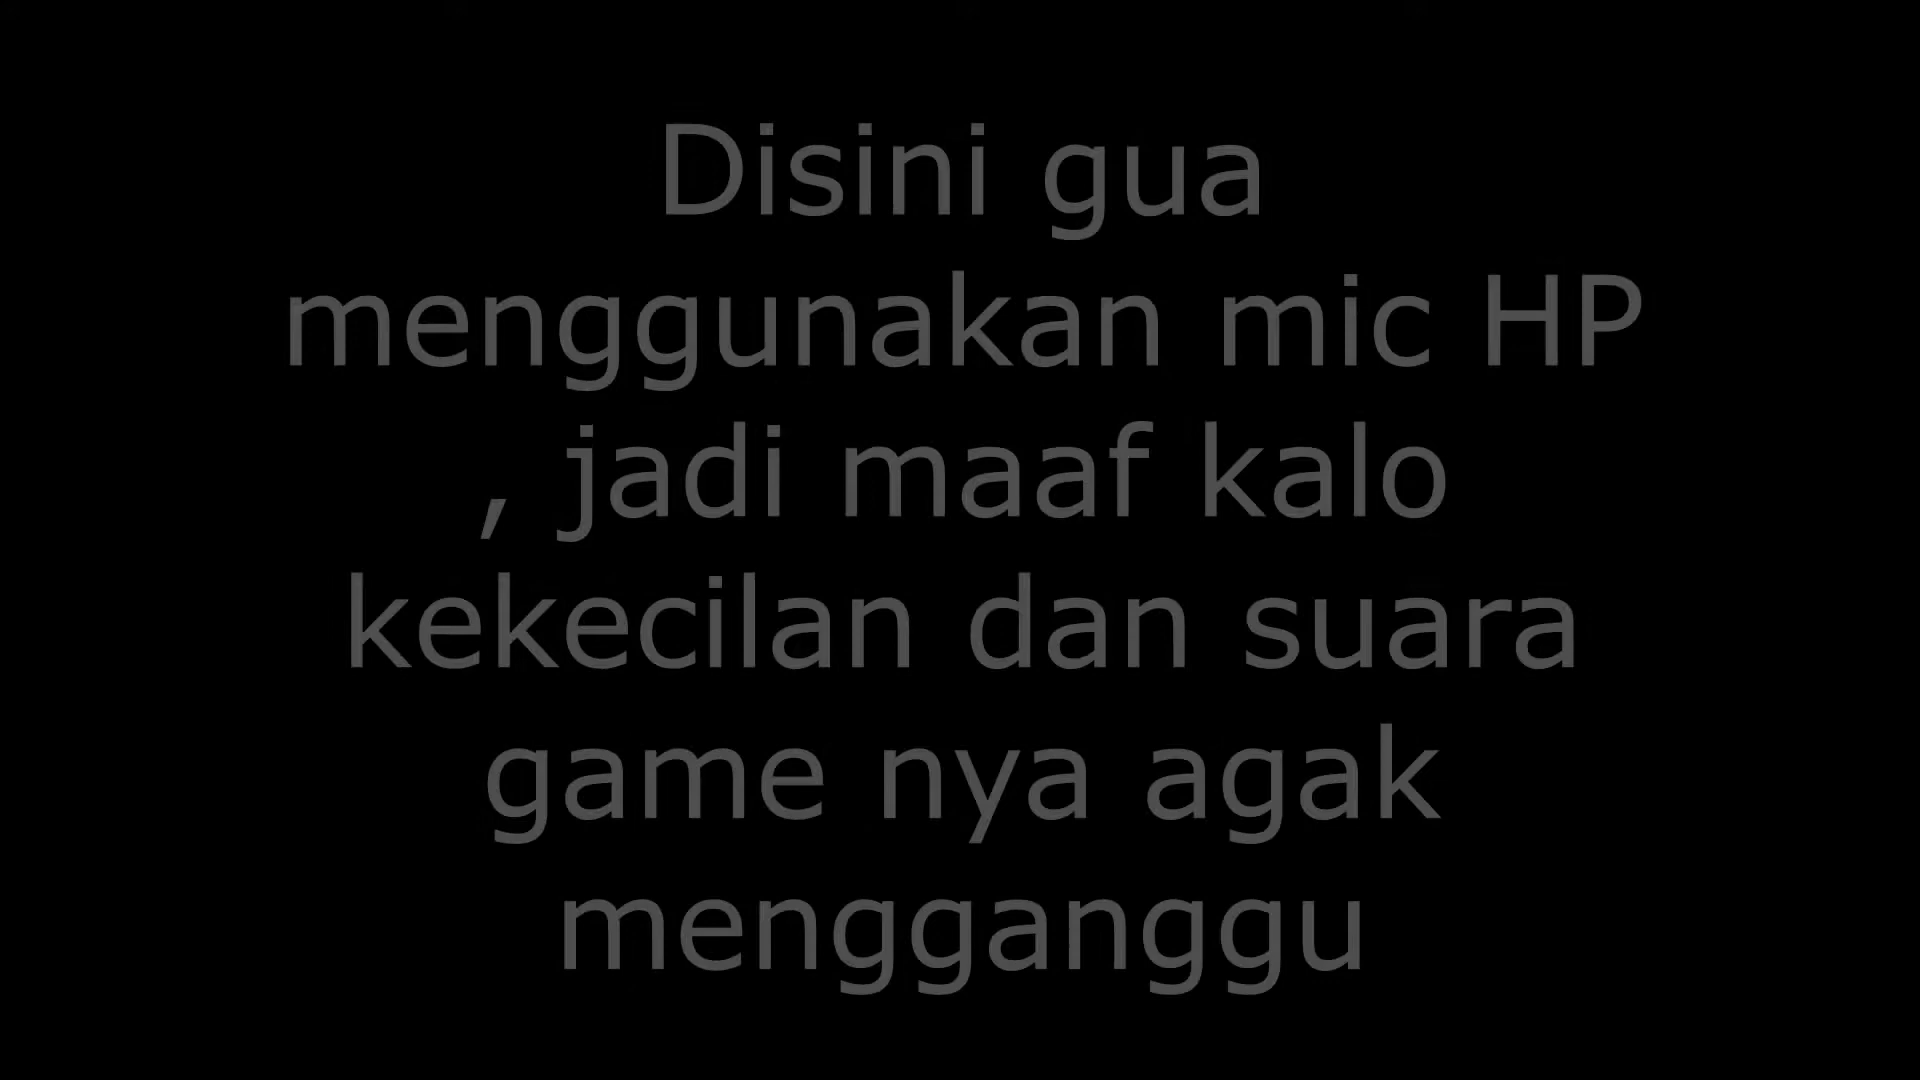 Disini gua
menggunakan mic HP
, jadi maaf kalo
kekecilan dan suara
game nya agak
mengganggu